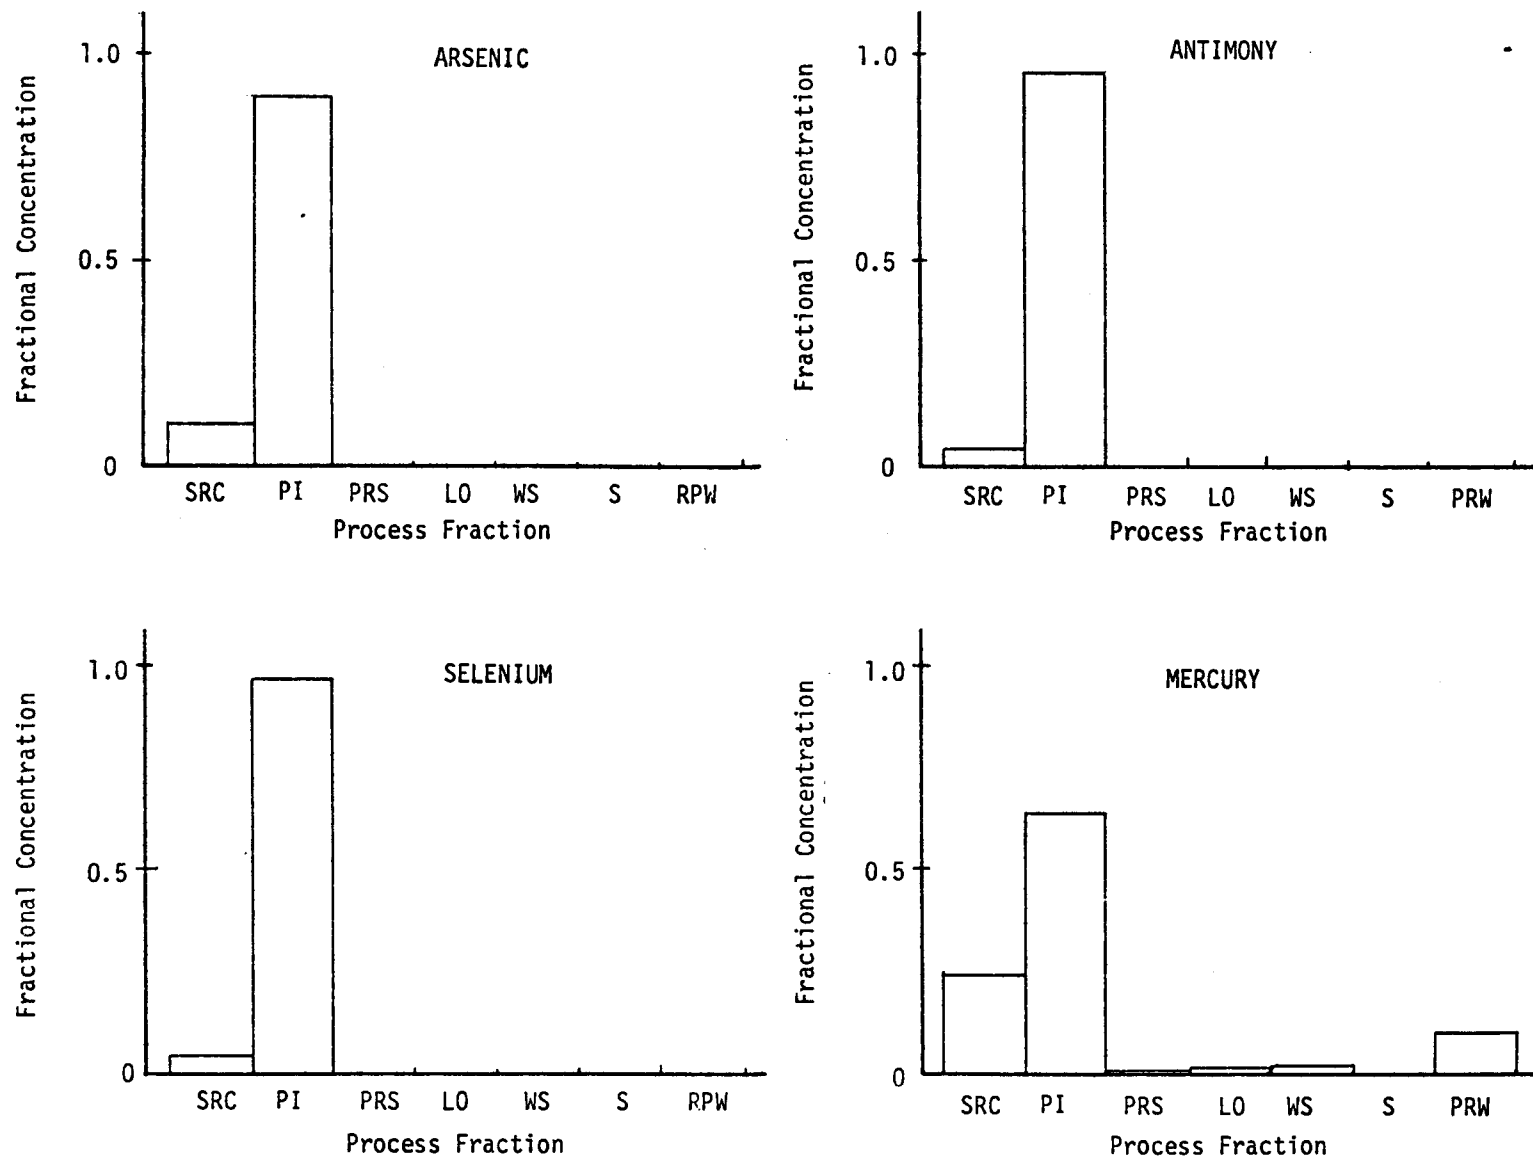 ARSENIC
Fractional Concentration
1.0
0.5
0
SRC PI PRS LO WS S RPW
Process Fraction
ANTIMONY
Fractional Concentration
1.0
0.5
0
SRC PI PRS LO WS S PRW
Process Fraction
SELENIUM
Fractional Concentration
1.0
0.5
0
SRC PI PRS LO WS S RPW
Process Fraction
MERCURY
Fractional Concentration
1.0
0.5
0
SRC PI PRS LO WS S PRW
Process Fraction